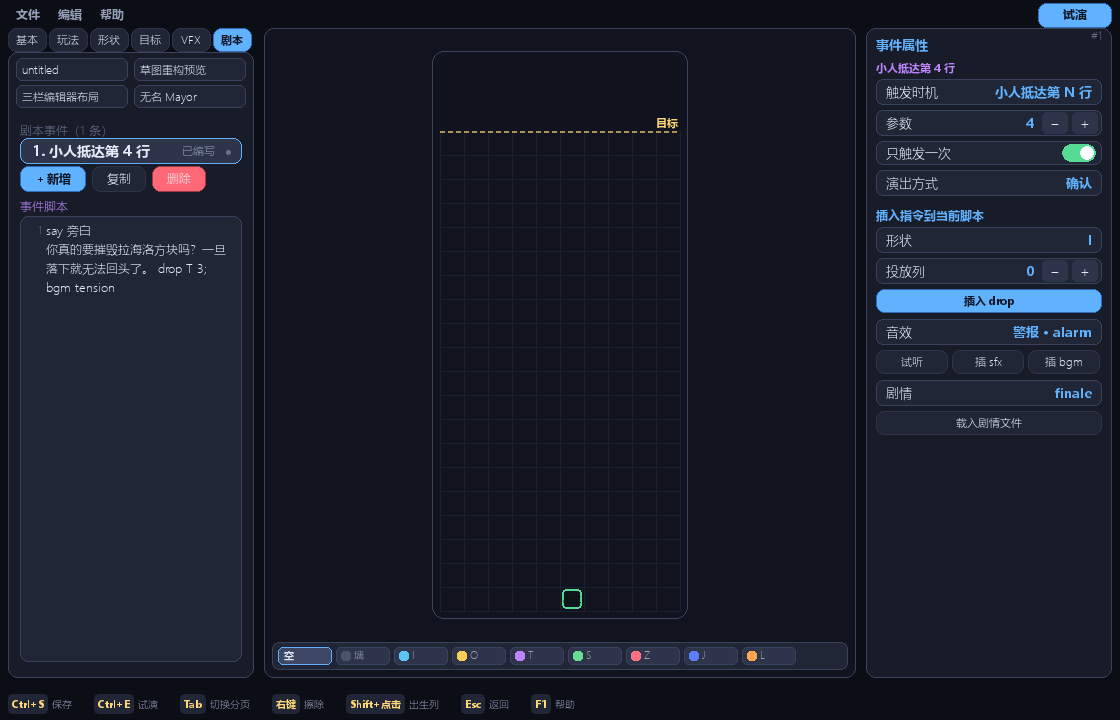 文件 编辑 帮助 试演
基本 玩法 形状 目标 VFX 剧本
untitled 草图重构预览
三栏编辑器布局 无名 Mayor
剧本事件 (1 条)
1. 小人抵达第 4 行 已编写
+ 新增 复制 删除
事件脚本
1 say 旁白
你真的要摧毁拉海洛方块吗？一旦
落下就无法回头了。 drop T 3;
bgm tension
目标
空 墙 I O T S Z J L
#1
事件属性
小人抵达第 4 行
触发时机 小人抵达第 N 行
参数 4 − +
只触发一次
演出方式 确认
插入指令到当前脚本
形状 I
投放列 0 − +
插入 drop
音效 警报 • alarm
试听 插 sfx 插 bgm
剧情 finale
载入剧情文件
Ctrl+S 保存 Ctrl+E 试演 Tab 切换分页 右键 擦除 Shift+点击 出生列 Esc 返回 F1 帮助